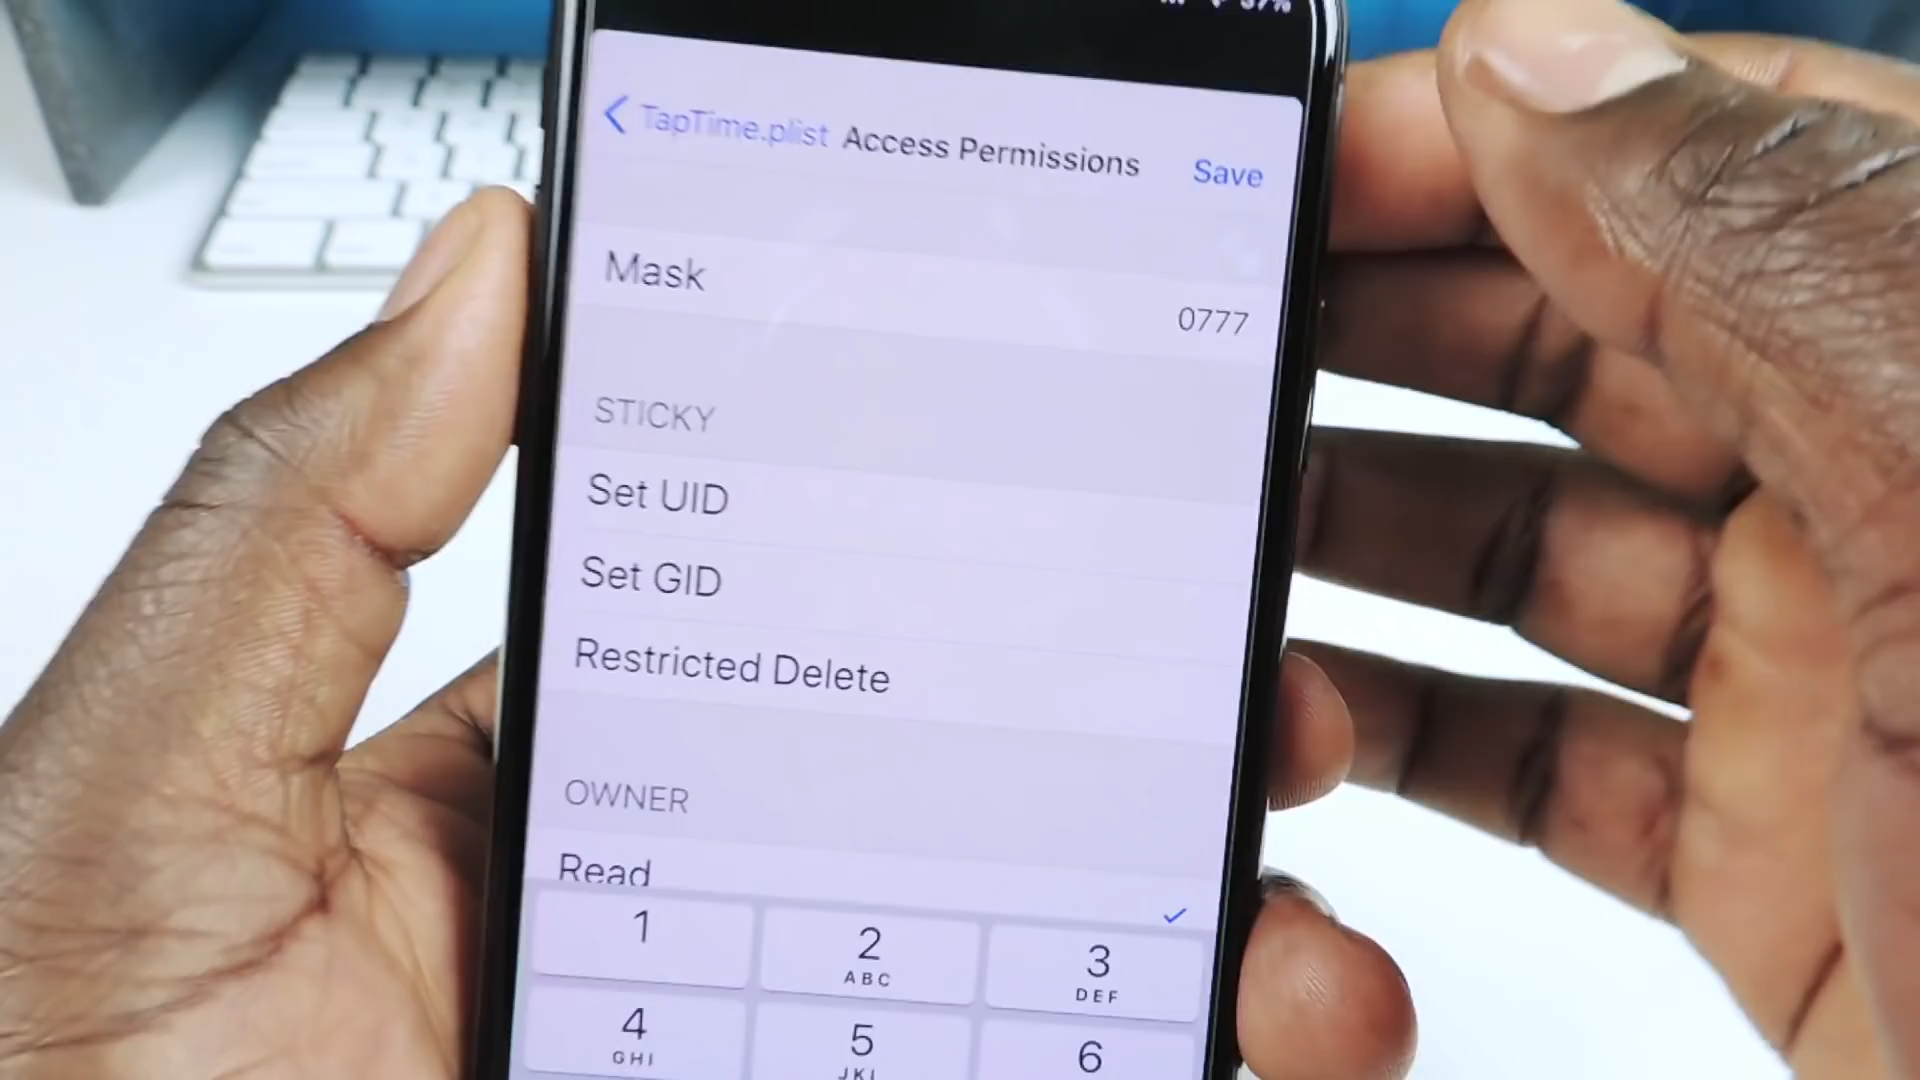 TapTime.plist Access Permissions Save
Mask 0777
STICKY
Set UID
Set GID
Restricted Delete
OWNER
Read
1 2 3
ABC DEF
4 5 6
GHI JKL